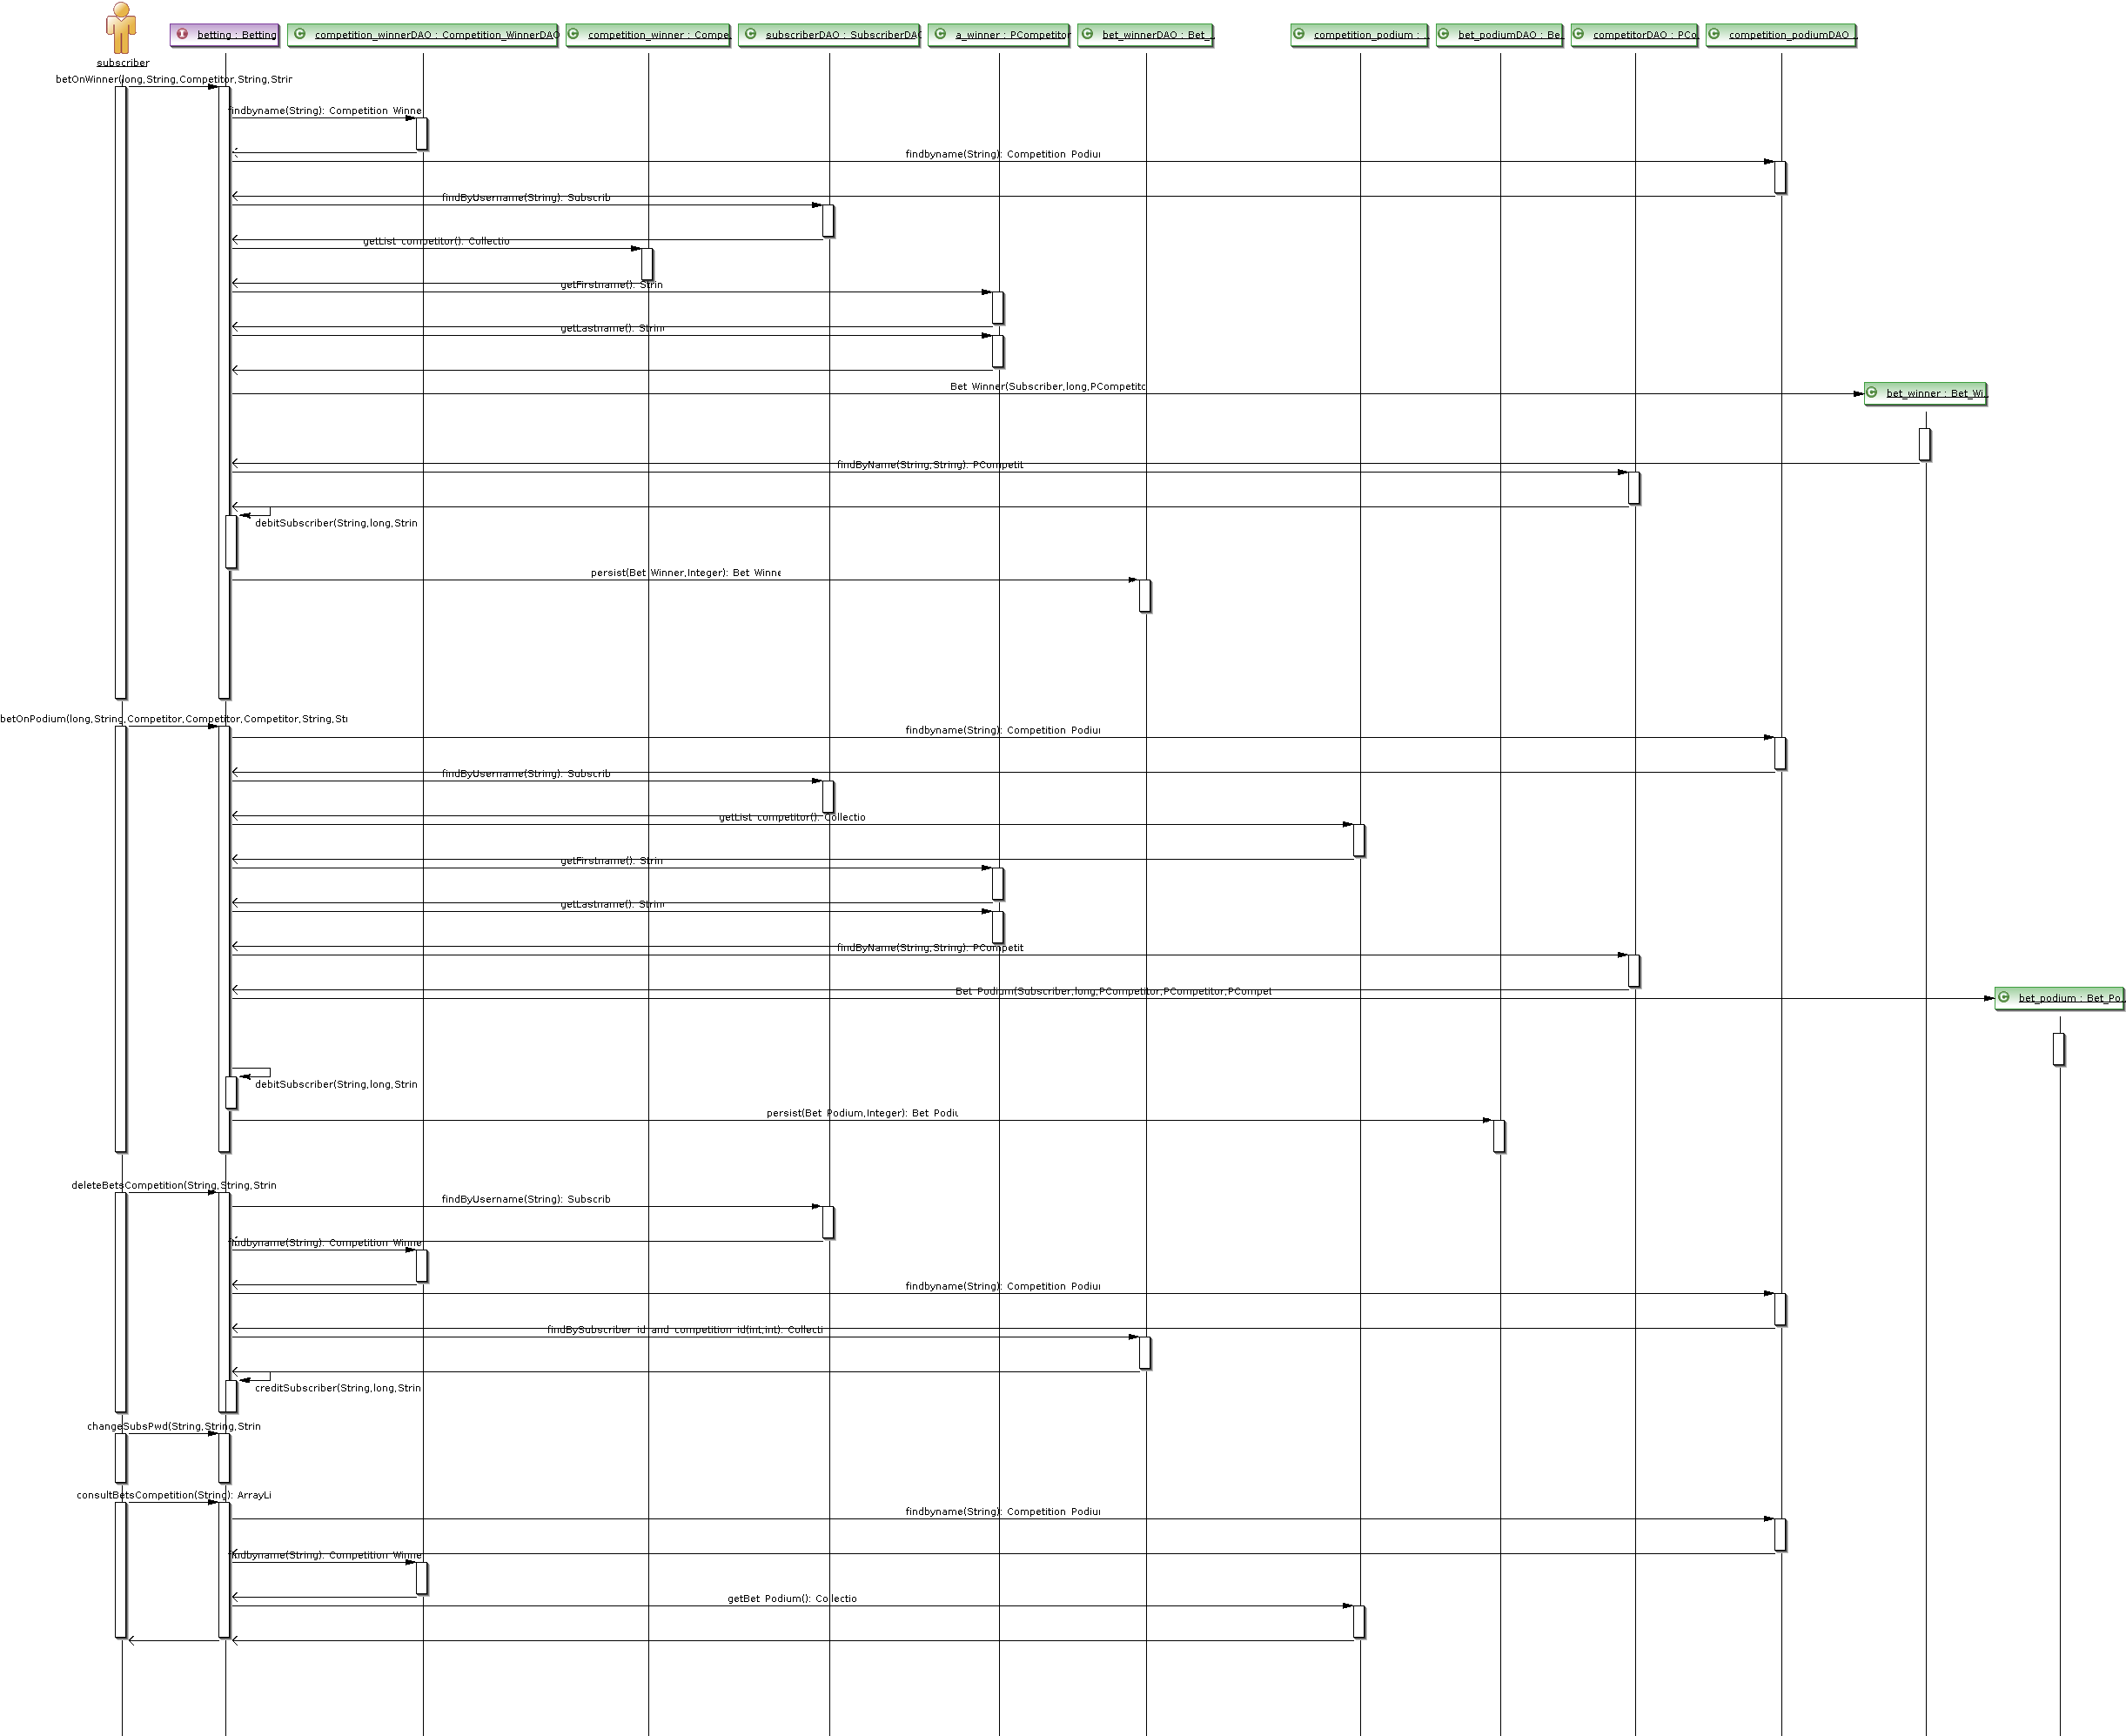 betting : Betting
competition_winnerDAO : Competition_WinnerDAO
competition_winner : Compe..
subscriberDAO : SubscriberDAO
a_winner : PCompetitor
bet_winnerDAO : Bet_...
competition_podium : ...
bet_podiumDAO : Be...
competitorDAO : PCo...
competition_podiumDAO ...
subscriber
betOnWinner(long,String,Competitor,String,Strin
findbyname(String): Competition_Winne
findbyname(String): Competition_Podiu
findByUsername(String): Subscrib
getList_competitor(): Collectio
getFirstname(): Strin
getLastname(): Strin
Bet_Winner(Subscriber,long,PCompetito
bet_winner : Bet_Wi...
findByName(String,String): PCompetit
debitSubscriber(String,long,Strin
persist(Bet_Winner,Integer): Bet_Winne
betOnPodium(long,String,Competitor,Competitor,Competitor,String,Str
findbyname(String): Competition_Podiu
findByUsername(String): Subscrib
getList_competitor(): Collectio
getFirstname(): Strin
getLastname(): Strin
findByName(String,String): PCompetit
Bet_Podium(Subscriber,long,PCompetitor,PCompetitor,PCompet
bet_podium : Bet_Po...
debitSubscriber(String,long,Strin
persist(Bet_Podium,Integer): Bet_Podiu
deleteBetsCompetition(String,String,Strin
findByUsername(String): Subscrib
findbyname(String): Competition_Winne
findbyname(String): Competition_Podiu
findBySubscriber_id_and_competition_id(int,int): Collecti
creditSubscriber(String,long,Strin
changeSubsPwd(String,String,Strin
consultBetsCompetition(String): ArrayLi
findbyname(String): Competition_Podiu
findbyname(String): Competition_Winne
getBet_Podium(): Collectio